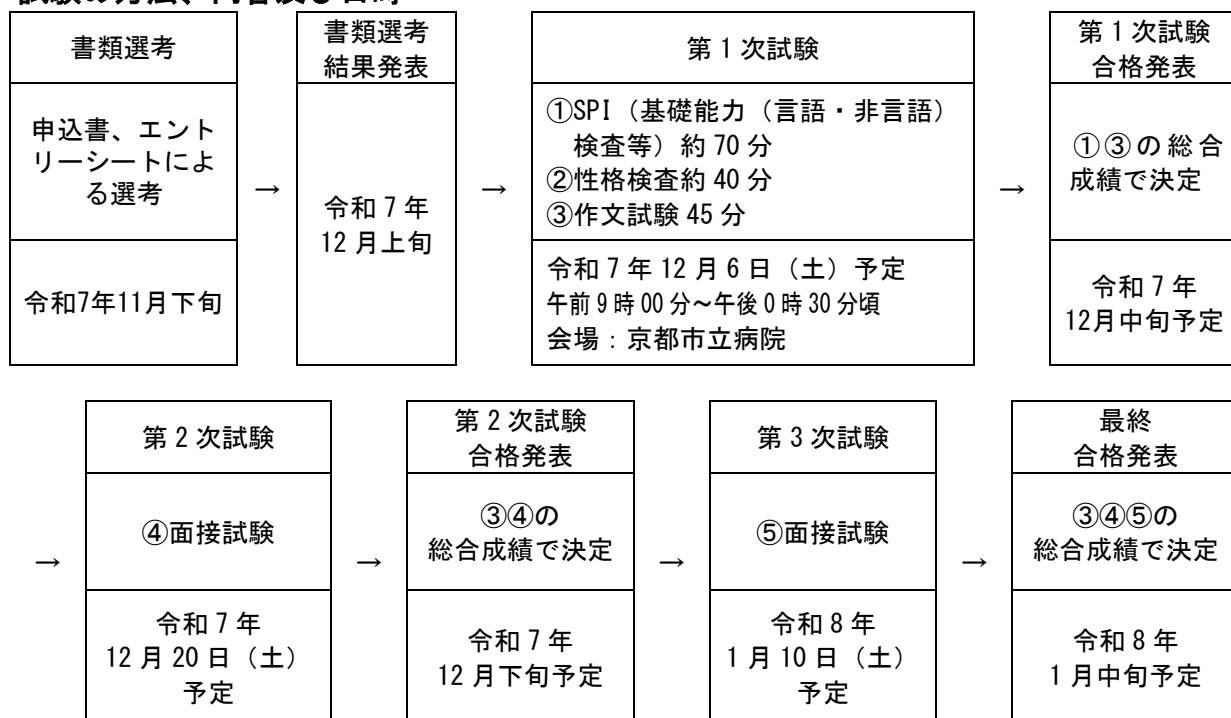 書類選考
申込書、エント
リーシートによ
る選考
令和7年11月下旬
→
書類選考
結果発表
令和7年
12月上旬
→
第1次試験
①SPI（基礎能力（言語・非言語）
検査等）約70分
②性格検査約40分
③作文試験45分
令和7年12月6日（土）予定
午前9時00分～午後0時30分頃
会場：京都市立病院
→
第1次試験
合格発表
①③の総合
成績で決定
令和7年
12月中旬予定
→
第2次試験
④面接試験
令和7年
12月20日（土）
予定
→
第2次試験
合格発表
③④の
総合成績で決定
令和7年
12月下旬予定
→
第3次試験
⑤面接試験
令和8年
1月10日（土）
予定
→
最終
合格発表
③④⑤の
総合成績で決定
令和8年
1月中旬予定